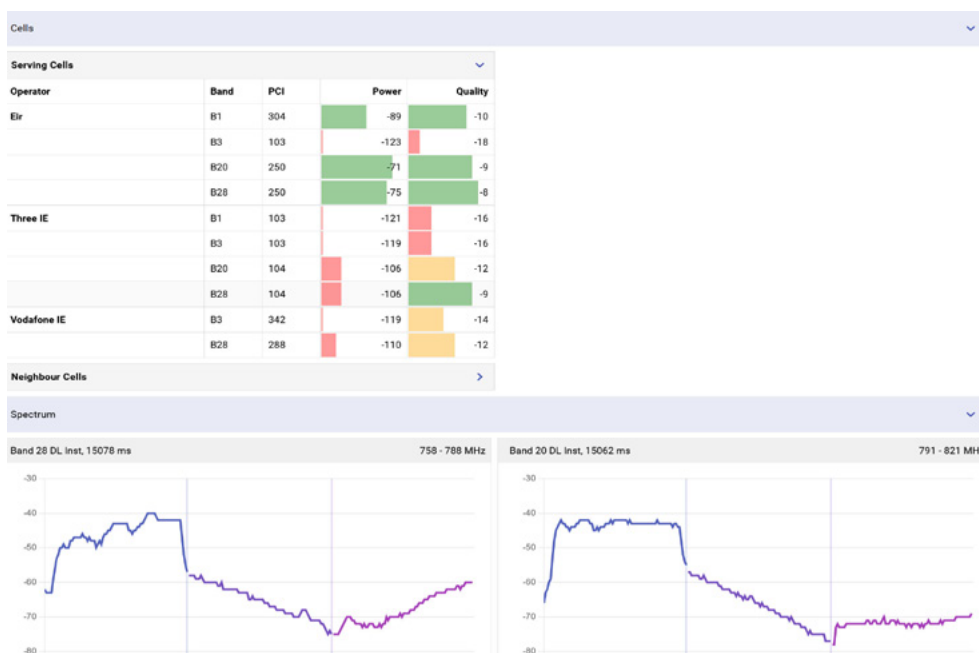 Cells
Serving Cells
Operator Band PCI Power Quality
Eir B1 304 -89 -10
B3 103 -123 -18
B20 250 -71 -9
B28 250 -75 -8
Three IE B1 103 -121 -16
B3 103 -119 -16
B20 104 -106 -12
B28 104 -106 -9
Vodafone IE B3 342 -119 -14
B28 288 -110 -12
Neighbour Cells
Spectrum
Band 28 DL Inst, 15078 ms 758 - 788 MHz
-30
-40
-50
-60
-70
-80
Band 20 DL Inst, 15062 ms 791 - 821 MH
-30
-40
-50
-60
-70
-80